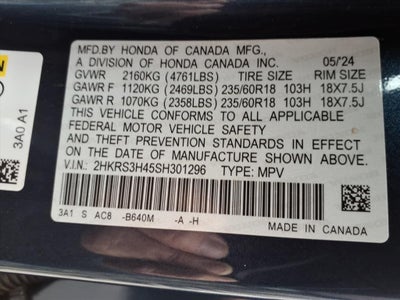 MFD.BY HONDA OF CANADA MFG.,
A DIVISION OF HONDA CANADA INC. 05/'24
GVWR 2160KG (4761LBS) TIRE SIZE RIM SIZE
GAWR F 1120KG (2469LBS) 235/60R18 103H 18X7.5J
GAWR R 1070KG (2358LBS) 235/60R18 103H 18X7.5J
THIS VEHICLE CONFORMS TO ALL APPLICABLE
FEDERAL MOTOR VEHICLE SAFETY
AND THEFT PREVENTION STANDARDS IN EFFECT
ON THE DATE OF MANUFACTURE SHOWN ABOVE.
V.I.N.: 2HKRS3H45SH301296 TYPE: MPV
3A1 S AC8 -B640M -A -H
MADE IN CANADA
3A0 A1